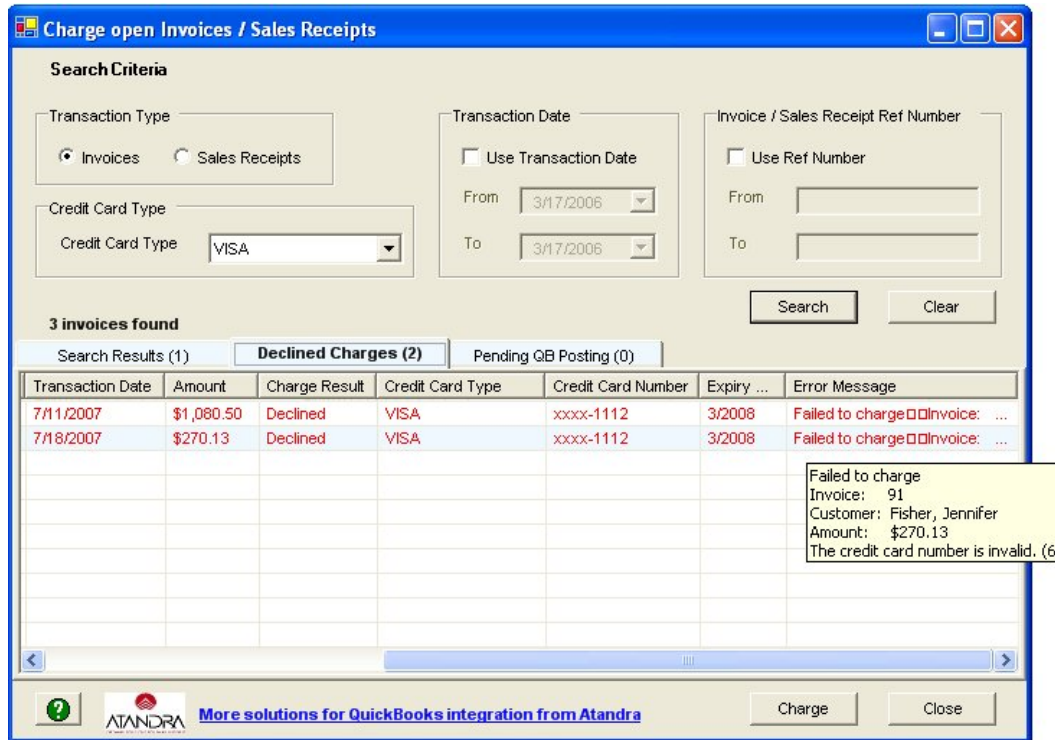 Charge open Invoices / Sales Receipts
Search Criteria
Transaction Type
Invoices Sales Receipts
Credit Card Type
Credit Card Type VISA
Transaction Date
Use Transaction Date
From 3/17/2006
To 3/17/2006
Invoice / Sales Receipt Ref Number
Use Ref Number
From
To
Search Clear
3 invoices found
Search Results (1) Declined Charges (2) Pending QB Posting (0)
Transaction Date Amount Charge Result Credit Card Type Credit Card Number Expiry ... Error Message
7/11/2007 $1,080.50 Declined VISA xxxx-1112 3/2008 Failed to charge□□Invoice: ...
7/18/2007 $270.13 Declined VISA xxxx-1112 3/2008 Failed to charge□□Invoice: ...
Failed to charge
Invoice: 91
Customer: Fisher, Jennifer
Amount: $270.13
The credit card number is invalid. (6
? ATANDRA More solutions for QuickBooks integration from Atandra Charge Close